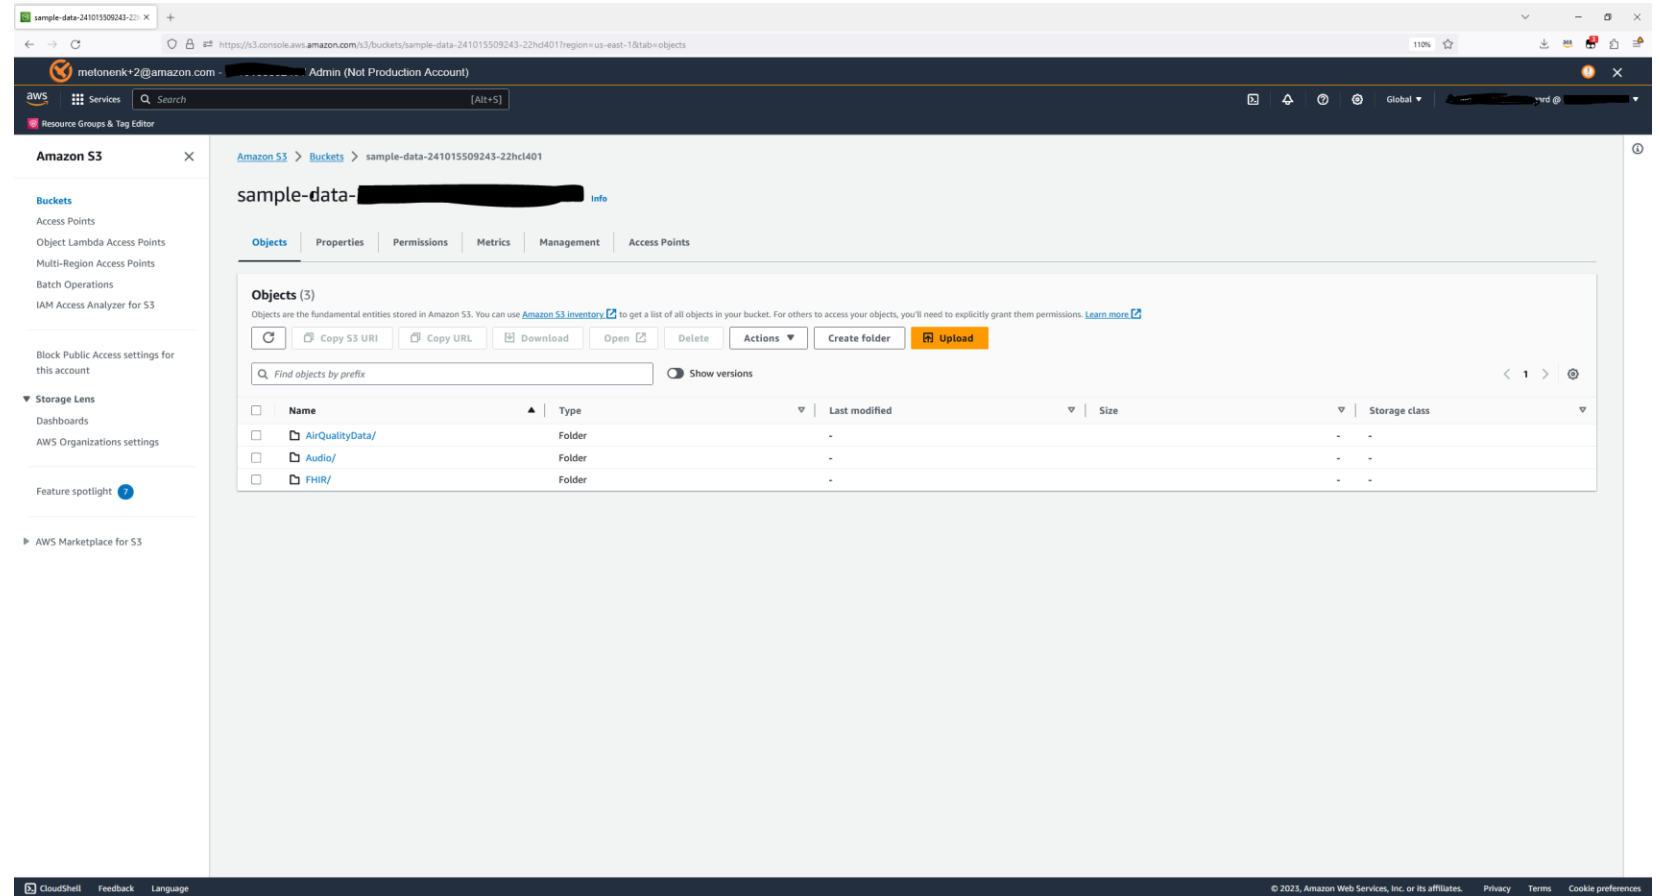 sample-data-241015509243-22h
https://s3.console.aws.amazon.com/s3/buckets/sample-data-241015509243-22hcl401?region=us-east-1&tab=objects
110%
metonenk+2@amazon.com - Admin (Not Production Account)
aws Services Search [Alt+S] Global @
Resource Groups & Tag Editor
Amazon S3
Buckets
Access Points
Object Lambda Access Points
Multi-Region Access Points
Batch Operations
IAM Access Analyzer for S3
Block Public Access settings for
this account
Storage Lens
Dashboards
AWS Organizations settings
Feature spotlight 7
AWS Marketplace for S3
Amazon S3 > Buckets > sample-data-241015509243-22hcl401
sample-data- Info
Objects Properties Permissions Metrics Management Access Points
Objects (3)
Objects are the fundamental entities stored in Amazon S3. You can use Amazon S3 inventory to get a list of all objects in your bucket. For others to access your objects, you'll need to explicitly grant them permissions. Learn more
Copy S3 URI Copy URL Download Open Delete Actions Create folder Upload
Find objects by prefix Show versions 1
Name Type Last modified Size Storage class
AirQualityData/ Folder - - -
Audio/ Folder - - -
FHIR/ Folder - - -
CloudShell Feedback Language © 2023, Amazon Web Services, Inc. or its affiliates. Privacy Terms Cookie preferences